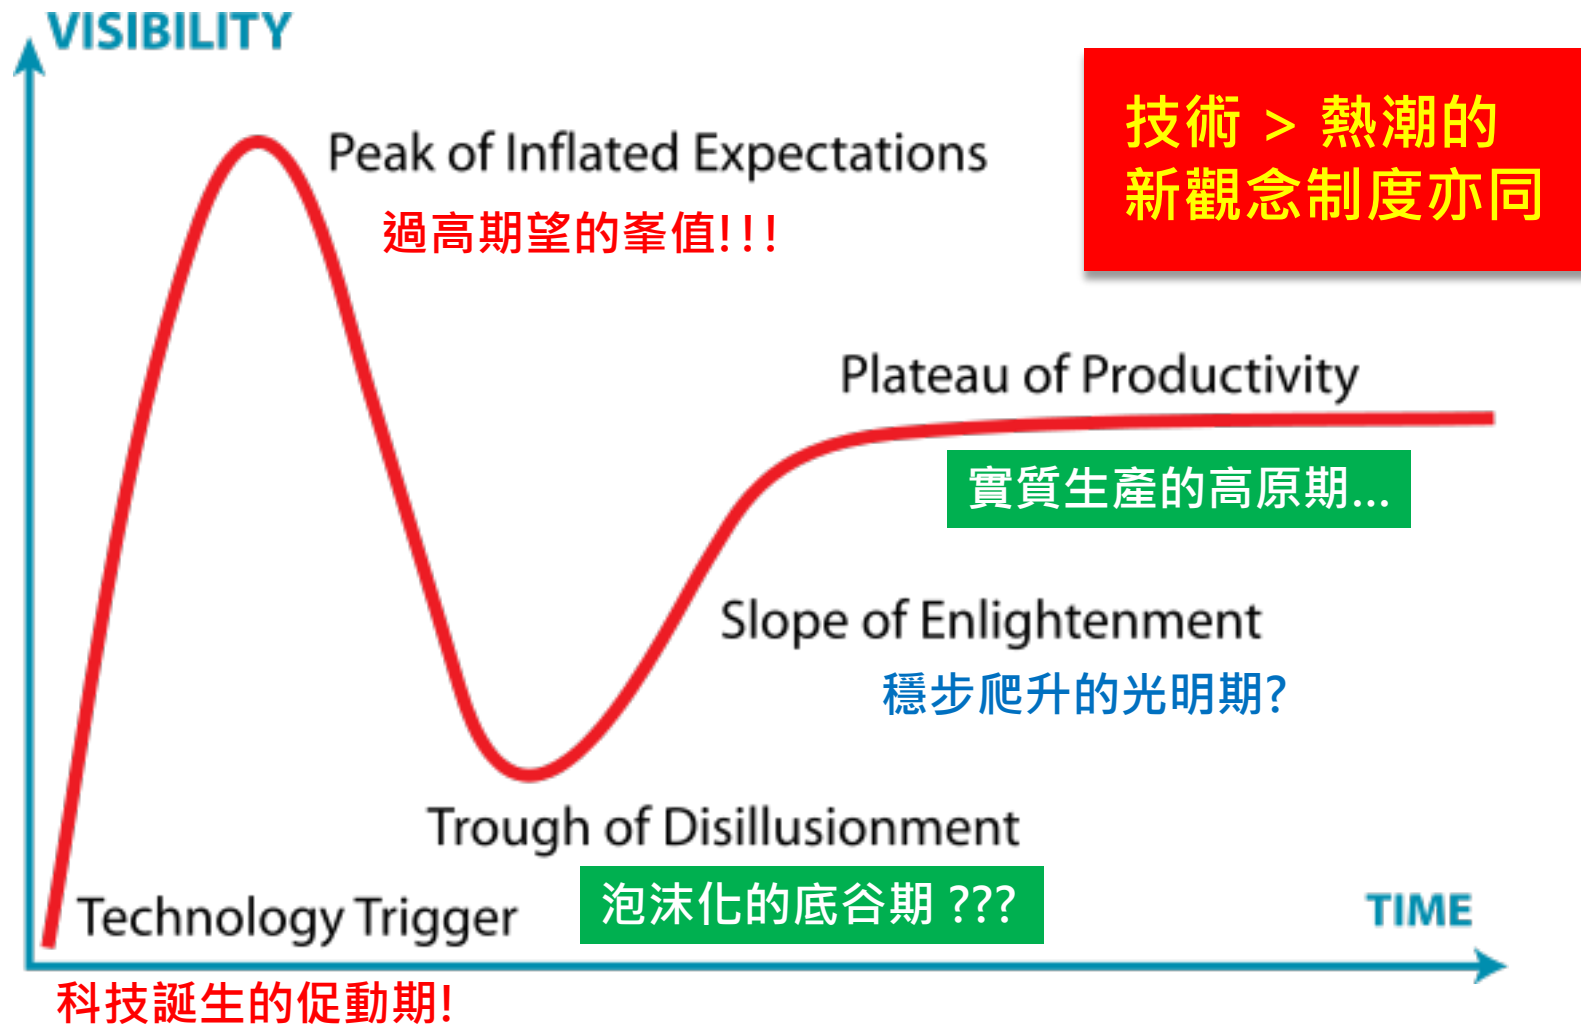 VISIBILITY
技術 > 熱潮的
新觀念制度亦同
Peak of Inflated Expectations
過高期望的峯值!!!
Plateau of Productivity
實質生產的高原期...
Slope of Enlightenment
穩步爬升的光明期?
Trough of Disillusionment
泡沫化的底谷期 ???
Technology Trigger
TIME
科技誕生的促動期!